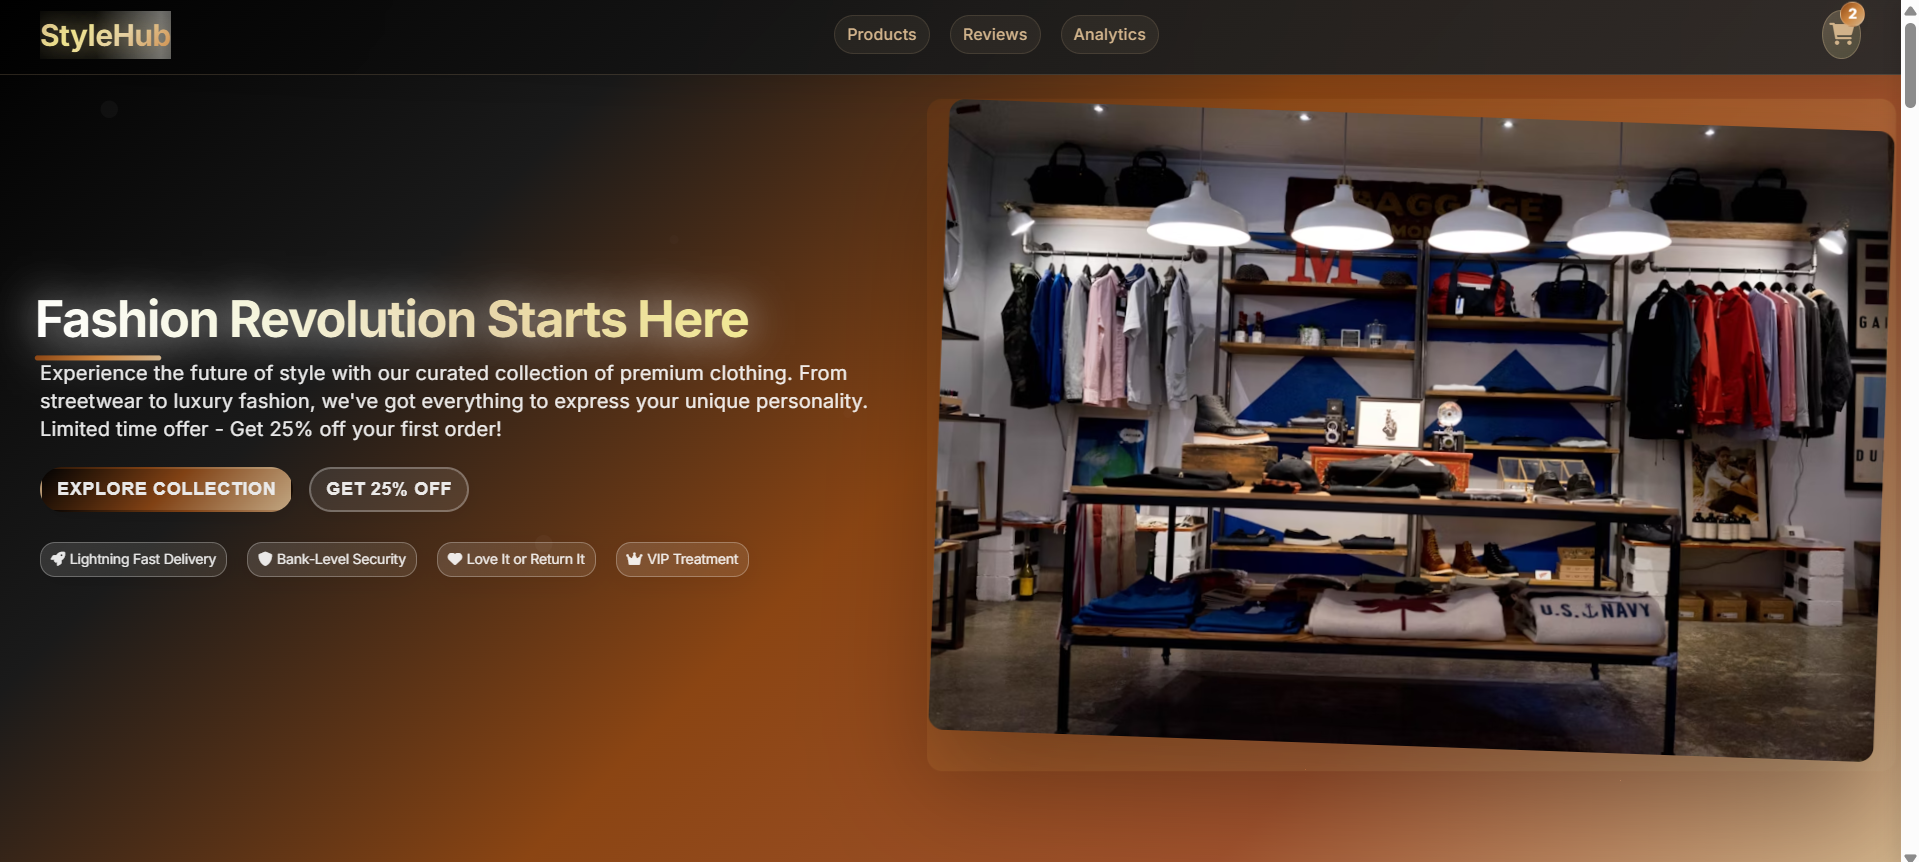 StyleHub
Products
Reviews
Analytics
2
Fashion Revolution Starts Here
Experience the future of style with our curated collection of premium clothing. From
streetwear to luxury fashion, we've got everything to express your unique personality.
Limited time offer - Get 25% off your first order!
EXPLORE COLLECTION
GET 25% OFF
Lightning Fast Delivery
Bank-Level Security
Love It or Return It
VIP Treatment
BAGGAGE
M
U.S. NAVY